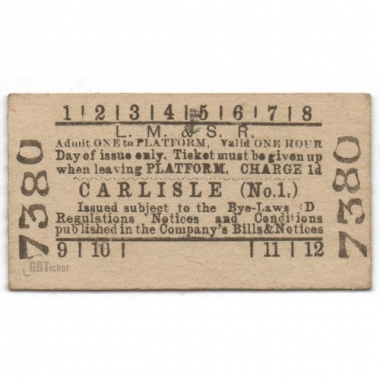 1|2|3|4|5|6|7|8
L. M. & S. R.
Admit ONE to PLATFORM, Valid ONE HOUR
Day of issue only. Ticket must be given up
when leaving PLATFORM. CHARGE 1d
CARLISLE (No.1.)
Issued subject to the Bye-Laws (D
Regulations Notices and Conditions
published in the Company's Bills & Notices
9|10| |11|12
7380
7380
GBTicket